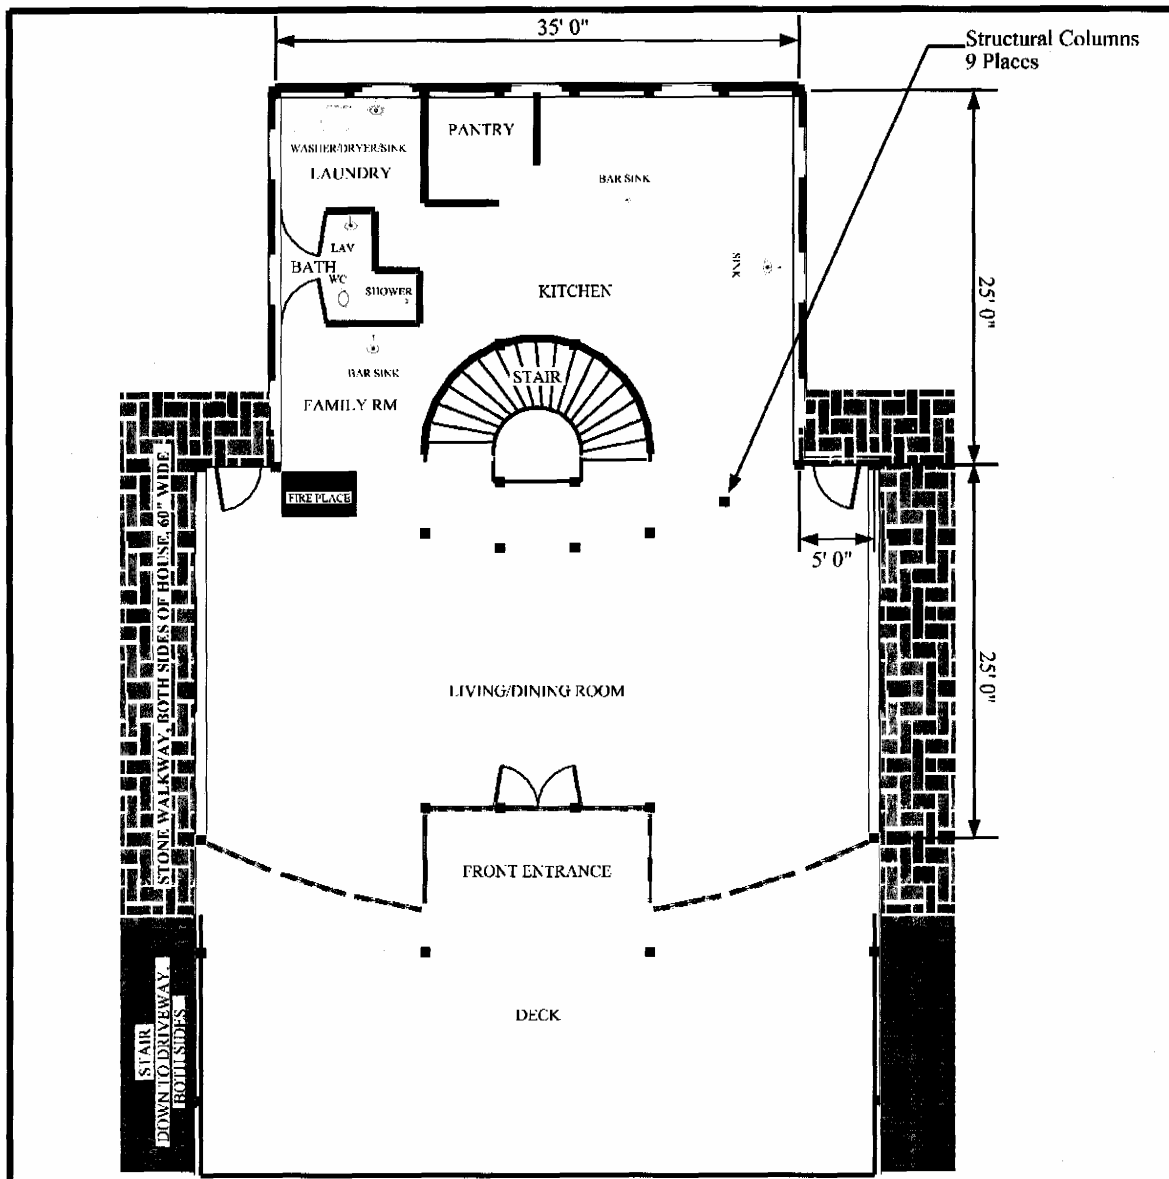 35' 0"
Structural Columns
9 Places
PANTRY
WASHER/DRYER/SINK
LAUNDRY
BAR SINK
LAV
BATH
WC
SHOWER
SINK
KITCHEN
25' 0"
BAR SINK
STAIR
FAMILY RM
FIRE PLACE
5' 0"
STONE WALKWAY, BOTH SIDES OF HOUSE, 60" WIDE
25' 0"
LIVING/DINING ROOM
FRONT ENTRANCE
DECK
STAIR
DOWN TO DRIVEWAY,
BOTH SIDES